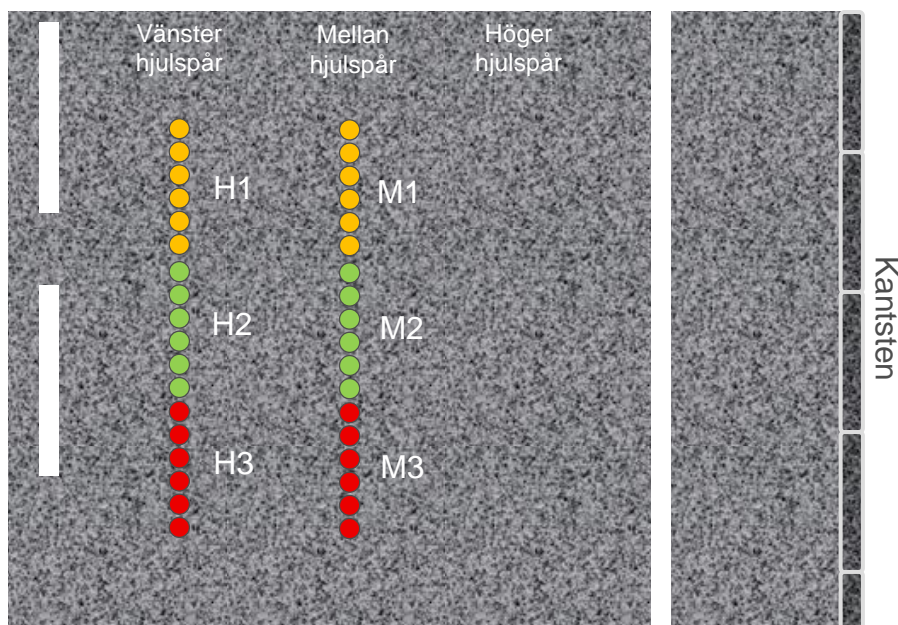 Vänster
hjulspår
Mellan
hjulspår
Höger
hjulspår
H1
M1
H2
M2
H3
M3
Kantsten